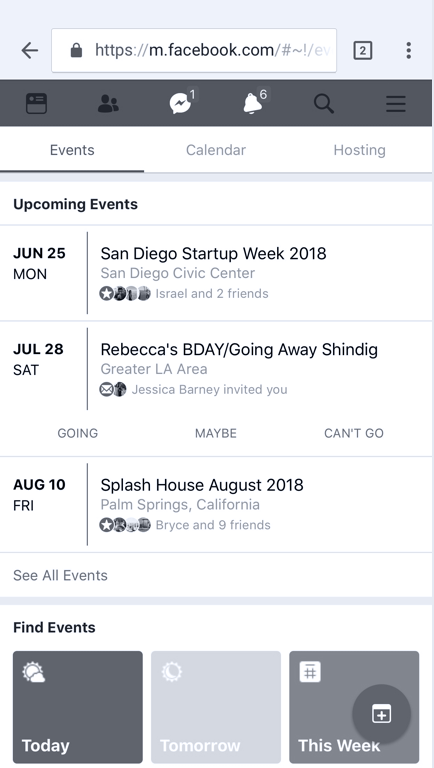 https://m.facebook.com/#~!/ev
2
1
6
Events
Calendar
Hosting
Upcoming Events
JUN 25
MON
San Diego Startup Week 2018
San Diego Civic Center
Israel and 2 friends
JUL 28
SAT
Rebecca's BDAY/Going Away Shindig
Greater LA Area
Jessica Barney invited you
GOING
MAYBE
CAN'T GO
AUG 10
FRI
Splash House August 2018
Palm Springs, California
Bryce and 9 friends
See All Events
Find Events
Today
Tomorrow
This Week